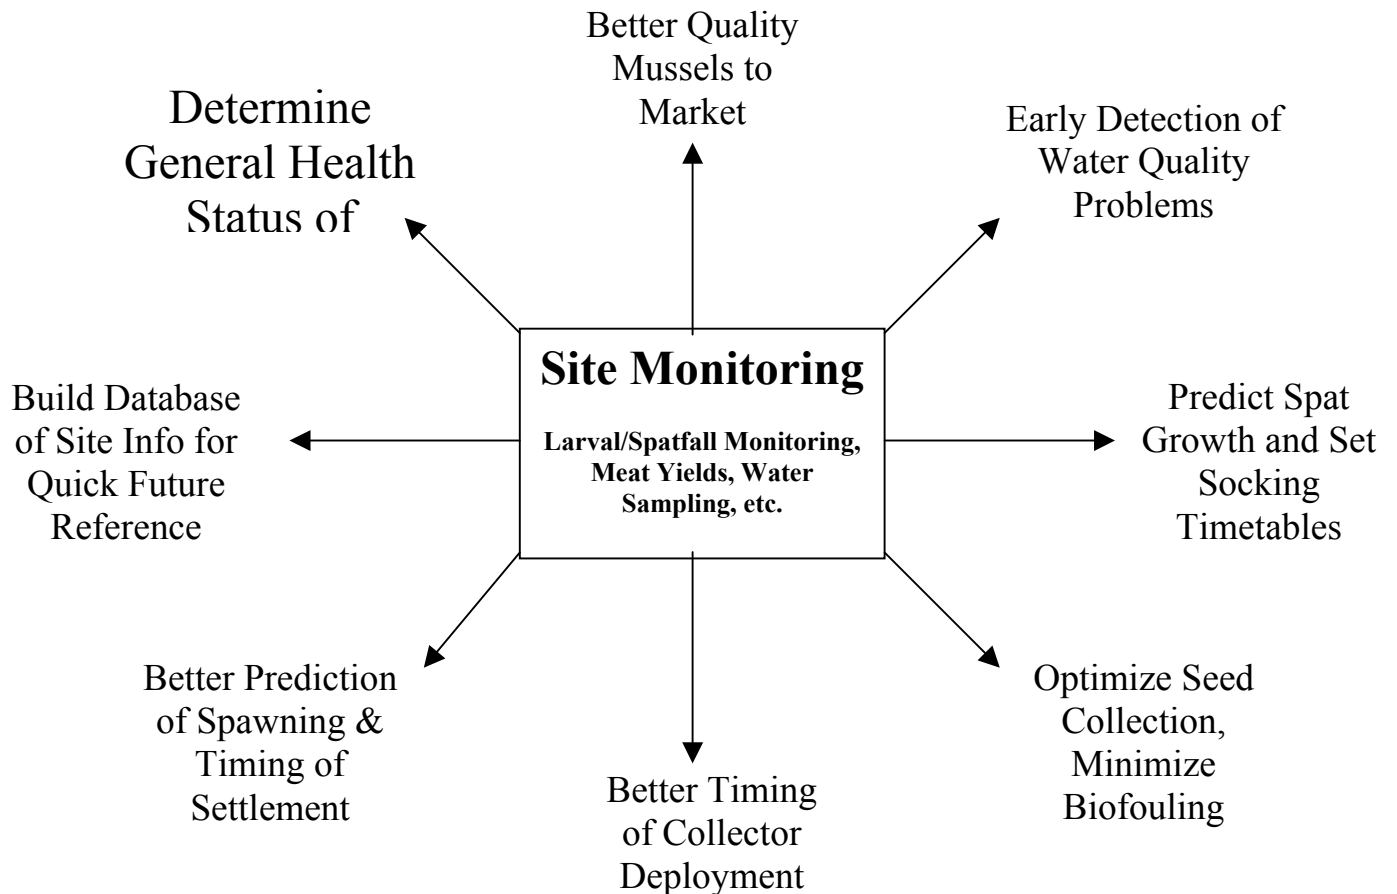 Better Quality
Mussels to
Market
Determine
General Health
Status of
Early Detection of
Water Quality
Problems
Site Monitoring
Larval/Spatfall Monitoring,
Meat Yields, Water
Sampling, etc.
Build Database
of Site Info for
Quick Future
Reference
Predict Spat
Growth and Set
Socking
Timetables
Better Prediction
of Spawning &
Timing of
Settlement
Better Timing
of Collector
Deployment
Optimize Seed
Collection,
Minimize
Biofouling